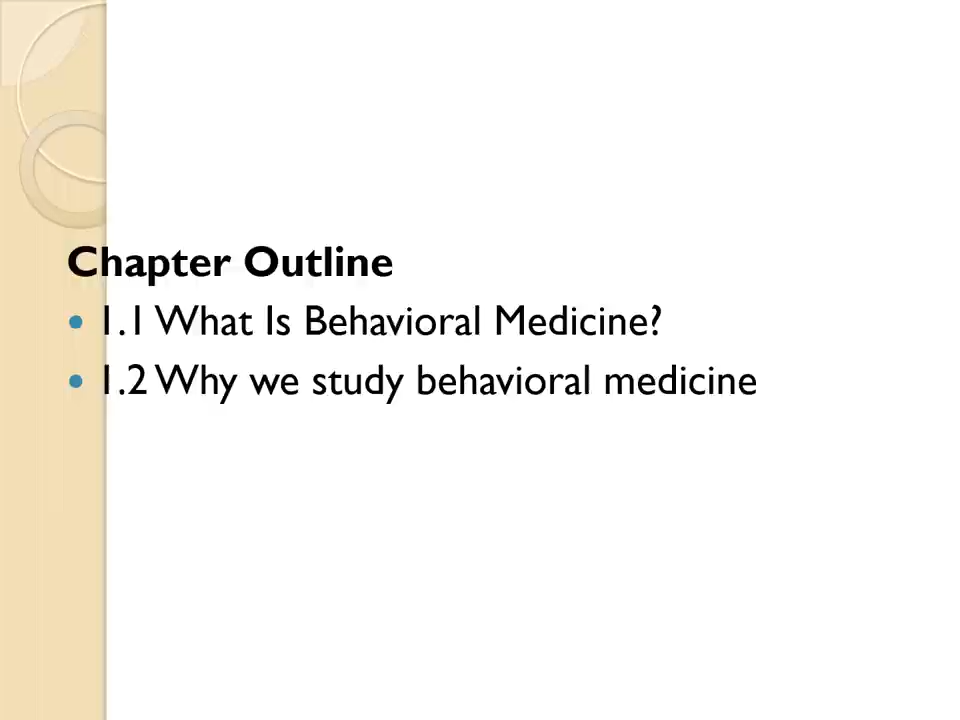 Chapter Outline
• 1.1 What Is Behavioral Medicine?
• 1.2 Why we study behavioral medicine